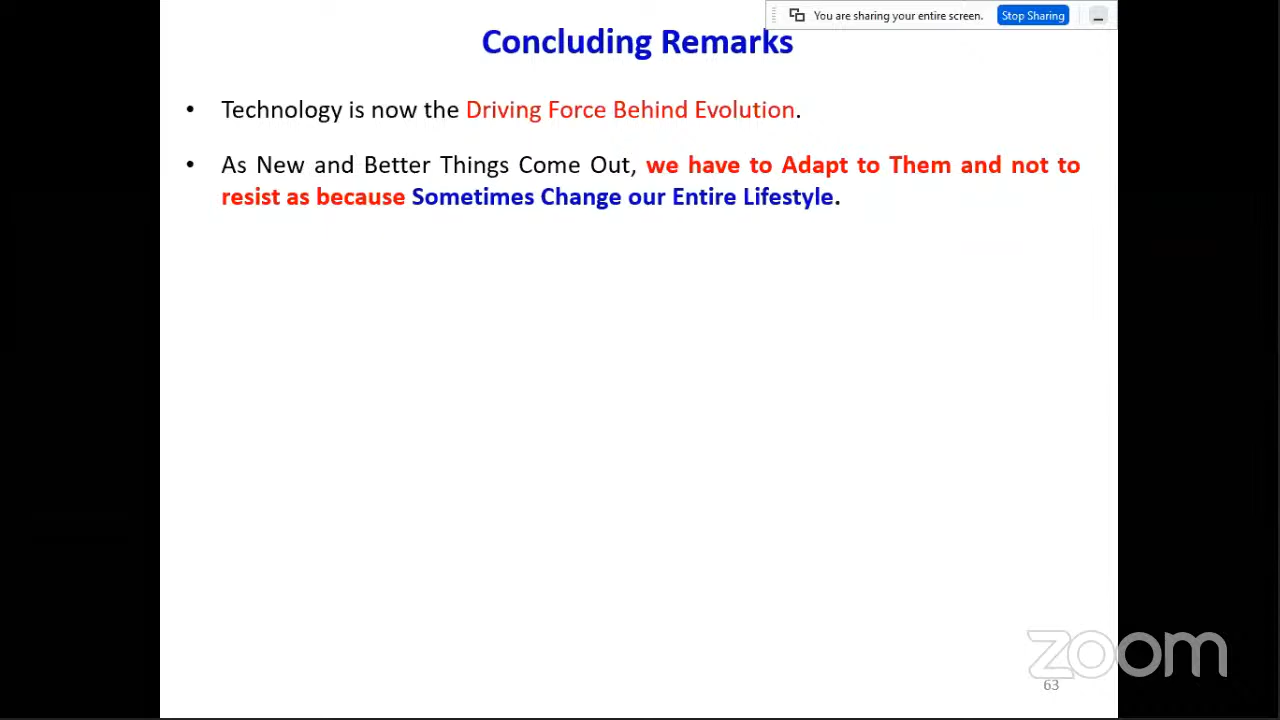 You are sharing your entire screen. Stop Sharing
Concluding Remarks
• Technology is now the Driving Force Behind Evolution.
• As New and Better Things Come Out, we have to Adapt to Them and not to
resist as because Sometimes Change our Entire Lifestyle.
zoom
63